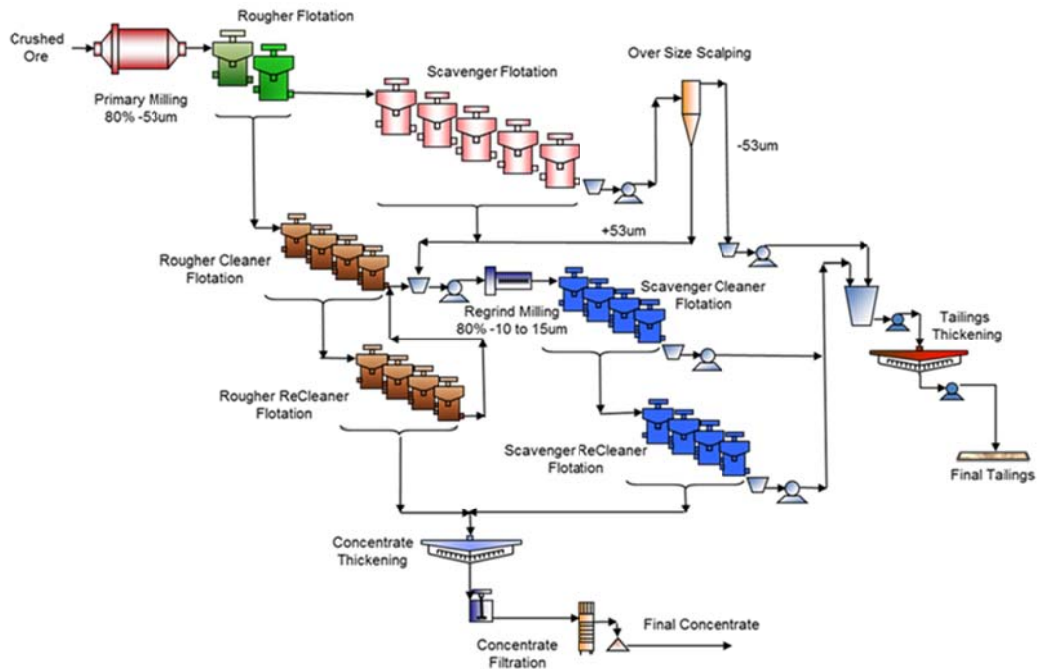 Rougher Flotation
Crushed
Ore
Primary Milling
80% -53um
Scavenger Flotation
Over Size Scalping
-53um
+53um
Rougher Cleaner
Flotation
Regrind Milling
80% -10 to 15um
Scavenger Cleaner
Flotation
Tailings
Thickening
Rougher ReCleaner
Flotation
Scavenger ReCleaner
Flotation
Final Tailings
Concentrate
Thickening
Concentrate
Filtration
Final Concentrate